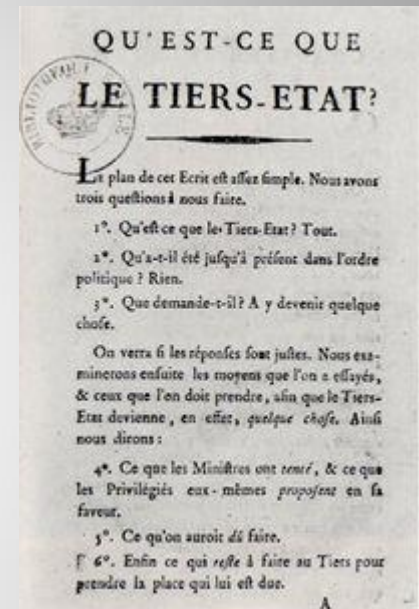 QU'EST-CE QUE
LE TIERS-ETAT?
Le plan de cet Ecrit eſt aſſez ſimple. Nous avons
trois queſtions à nous faire.
1°. Qu'eſt ce que le Tiers-Etat? Tout.
2°. Qu'a-t-il été juſqu'à préſent dans l'ordre
politique? Rien.
3°. Que demande-t-il? A y devenir quelque
choſe.
On verra ſi les réponſes ſont juſtes. Nous exa-
minerons enſuite les moyens que l'on a eſſayés,
& ceux que l'on doit prendre, afin que le Tiers-
Etat devienne, en effet, quelque choſe. Ainſi
nous dirons:
4°. Ce que les Miniſtres ont tenté, & ce que
les Privilégiés eux-mêmes propoſent en ſa
faveur.
5°. Ce qu'on auroit dû faire.
6°. Enfin ce qui reſte à faire au Tiers pour
prendre la place qui lui eſt due.
A